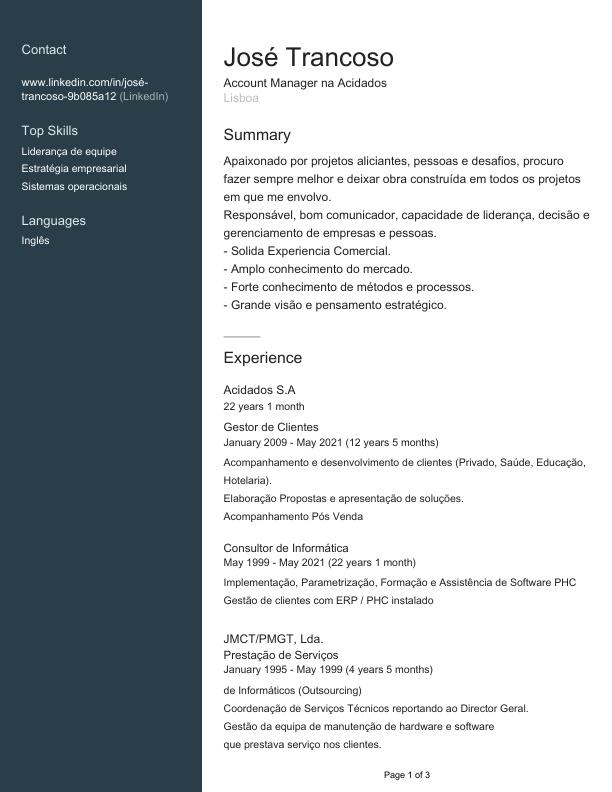 Contact
www.linkedin.com/in/josé-
trancoso-9b085a12 (LinkedIn)
Top Skills
Liderança de equipe
Estratégia empresarial
Sistemas operacionais
Languages
Inglês
José Trancoso
Account Manager na Acidados
Lisboa
Summary
Apaixonado por projetos aliciantes, pessoas e desafios, procuro
fazer sempre melhor e deixar obra construída em todos os projetos
em que me envolvo.
Responsável, bom comunicador, capacidade de liderança, decisão e
gerenciamento de empresas e pessoas.
- Solida Experiencia Comercial.
- Amplo conhecimento do mercado.
- Forte conhecimento de métodos e processos.
- Grande visão e pensamento estratégico.
Experience
Acidados S.A
22 years 1 month
Gestor de Clientes
January 2009 - May 2021 (12 years 5 months)
Acompanhamento e desenvolvimento de clientes (Privado, Saúde, Educação,
Hotelaria).
Elaboração Propostas e apresentação de soluções.
Acompanhamento Pós Venda
Consultor de Informática
May 1999 - May 2021 (22 years 1 month)
Implementação, Parametrização, Formação e Assistência de Software PHC
Gestão de clientes com ERP / PHC instalado
JMCT/PMGT, Lda.
Prestação de Serviços
January 1995 - May 1999 (4 years 5 months)
de Informáticos (Outsourcing)
Coordenação de Serviços Técnicos reportando ao Director Geral.
Gestão da equipa de manutenção de hardware e software
que prestava serviço nos clientes.
Page 1 of 3